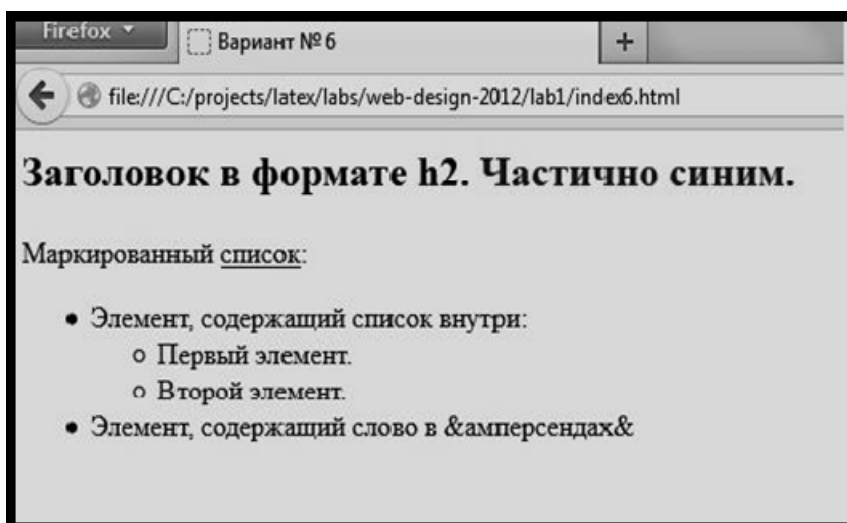 Firefox
Вариант № 6
+
file:///C:/projects/latex/labs/web-design-2012/lab1/index6.html
Заголовок в формате h2. Частично синим.
Маркированный список:
Элемент, содержащий список внутри:
Первый элемент.
Второй элемент.
Элемент, содержащий слово в &амперсендах&